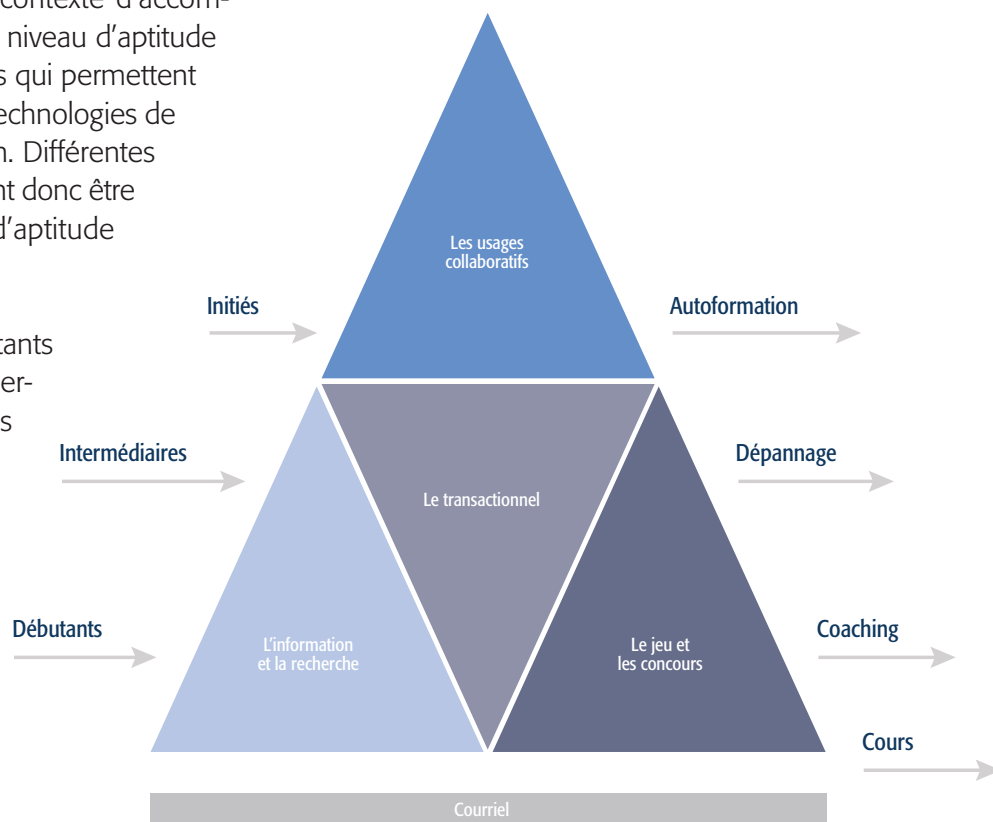 contexte d'accom-
niveau d'aptitude
s qui permettent
echnologies de
n. Différentes
nt donc être
d'aptitude
tants
er-
s
Les usages
collaboratifs
Initiés
Autoformation
Intermédiaires
Dépannage
Le transactionnel
Débutants
Coaching
L'information
et la recherche
Le jeu et
les concours
Cours
Courriel